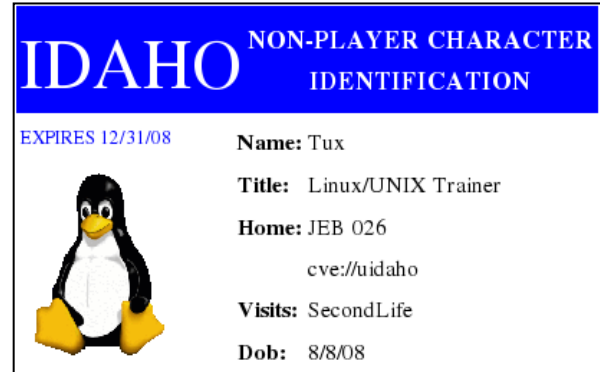 IDAHO
NON-PLAYER CHARACTER
IDENTIFICATION
EXPIRES 12/31/08
Name: Tux
Title: Linux/UNIX Trainer
Home: JEB 026
cve://uidaho
Visits: SecondLife
Dob: 8/8/08